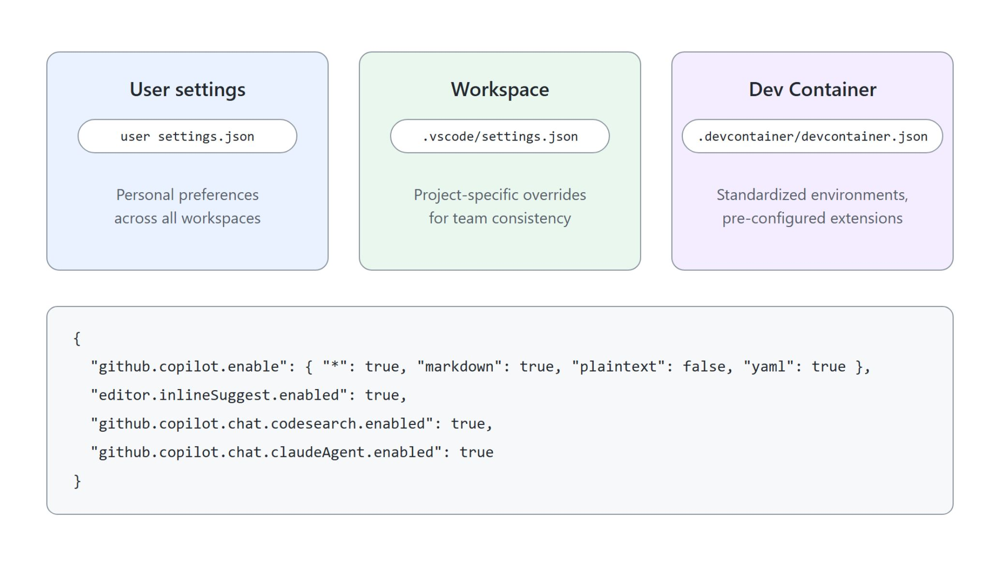 User settings
user settings.json
Personal preferences
across all workspaces
Workspace
.vscode/settings.json
Project-specific overrides
for team consistency
Dev Container
.devcontainer/devcontainer.json
Standardized environments,
pre-configured extensions
{
  "github.copilot.enable": { "*": true, "markdown": true, "plaintext": false, "yaml": true },
  "editor.inlineSuggest.enabled": true,
  "github.copilot.chat.codesearch.enabled": true,
  "github.copilot.chat.claudeAgent.enabled": true
}